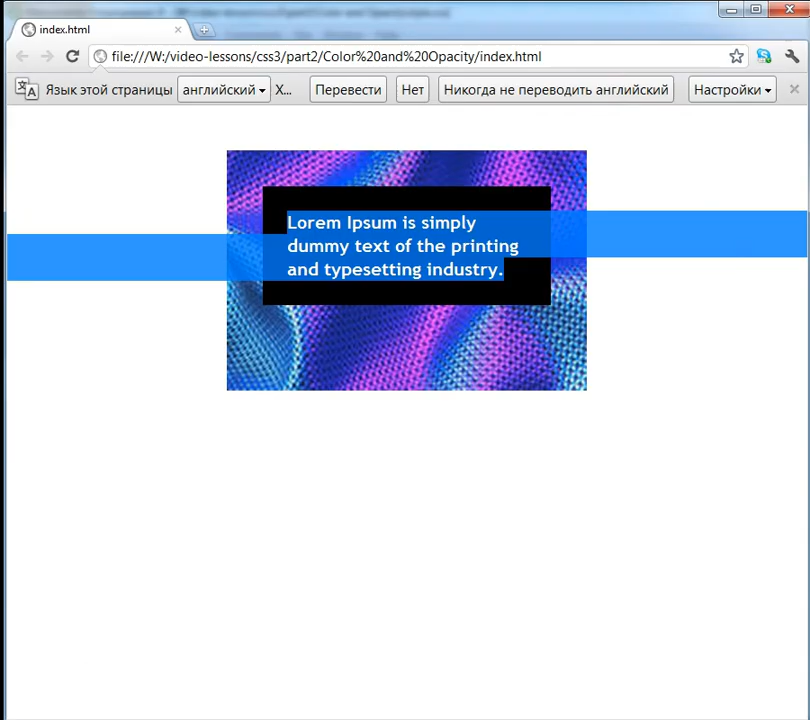 index.html
file:///W:/video-lessons/css3/part2/Color%20and%20Opacity/index.html
Язык этой страницы английский Х... Перевести Нет Никогда не переводить английский Настройки
Lorem Ipsum is simply
dummy text of the printing
and typesetting industry.